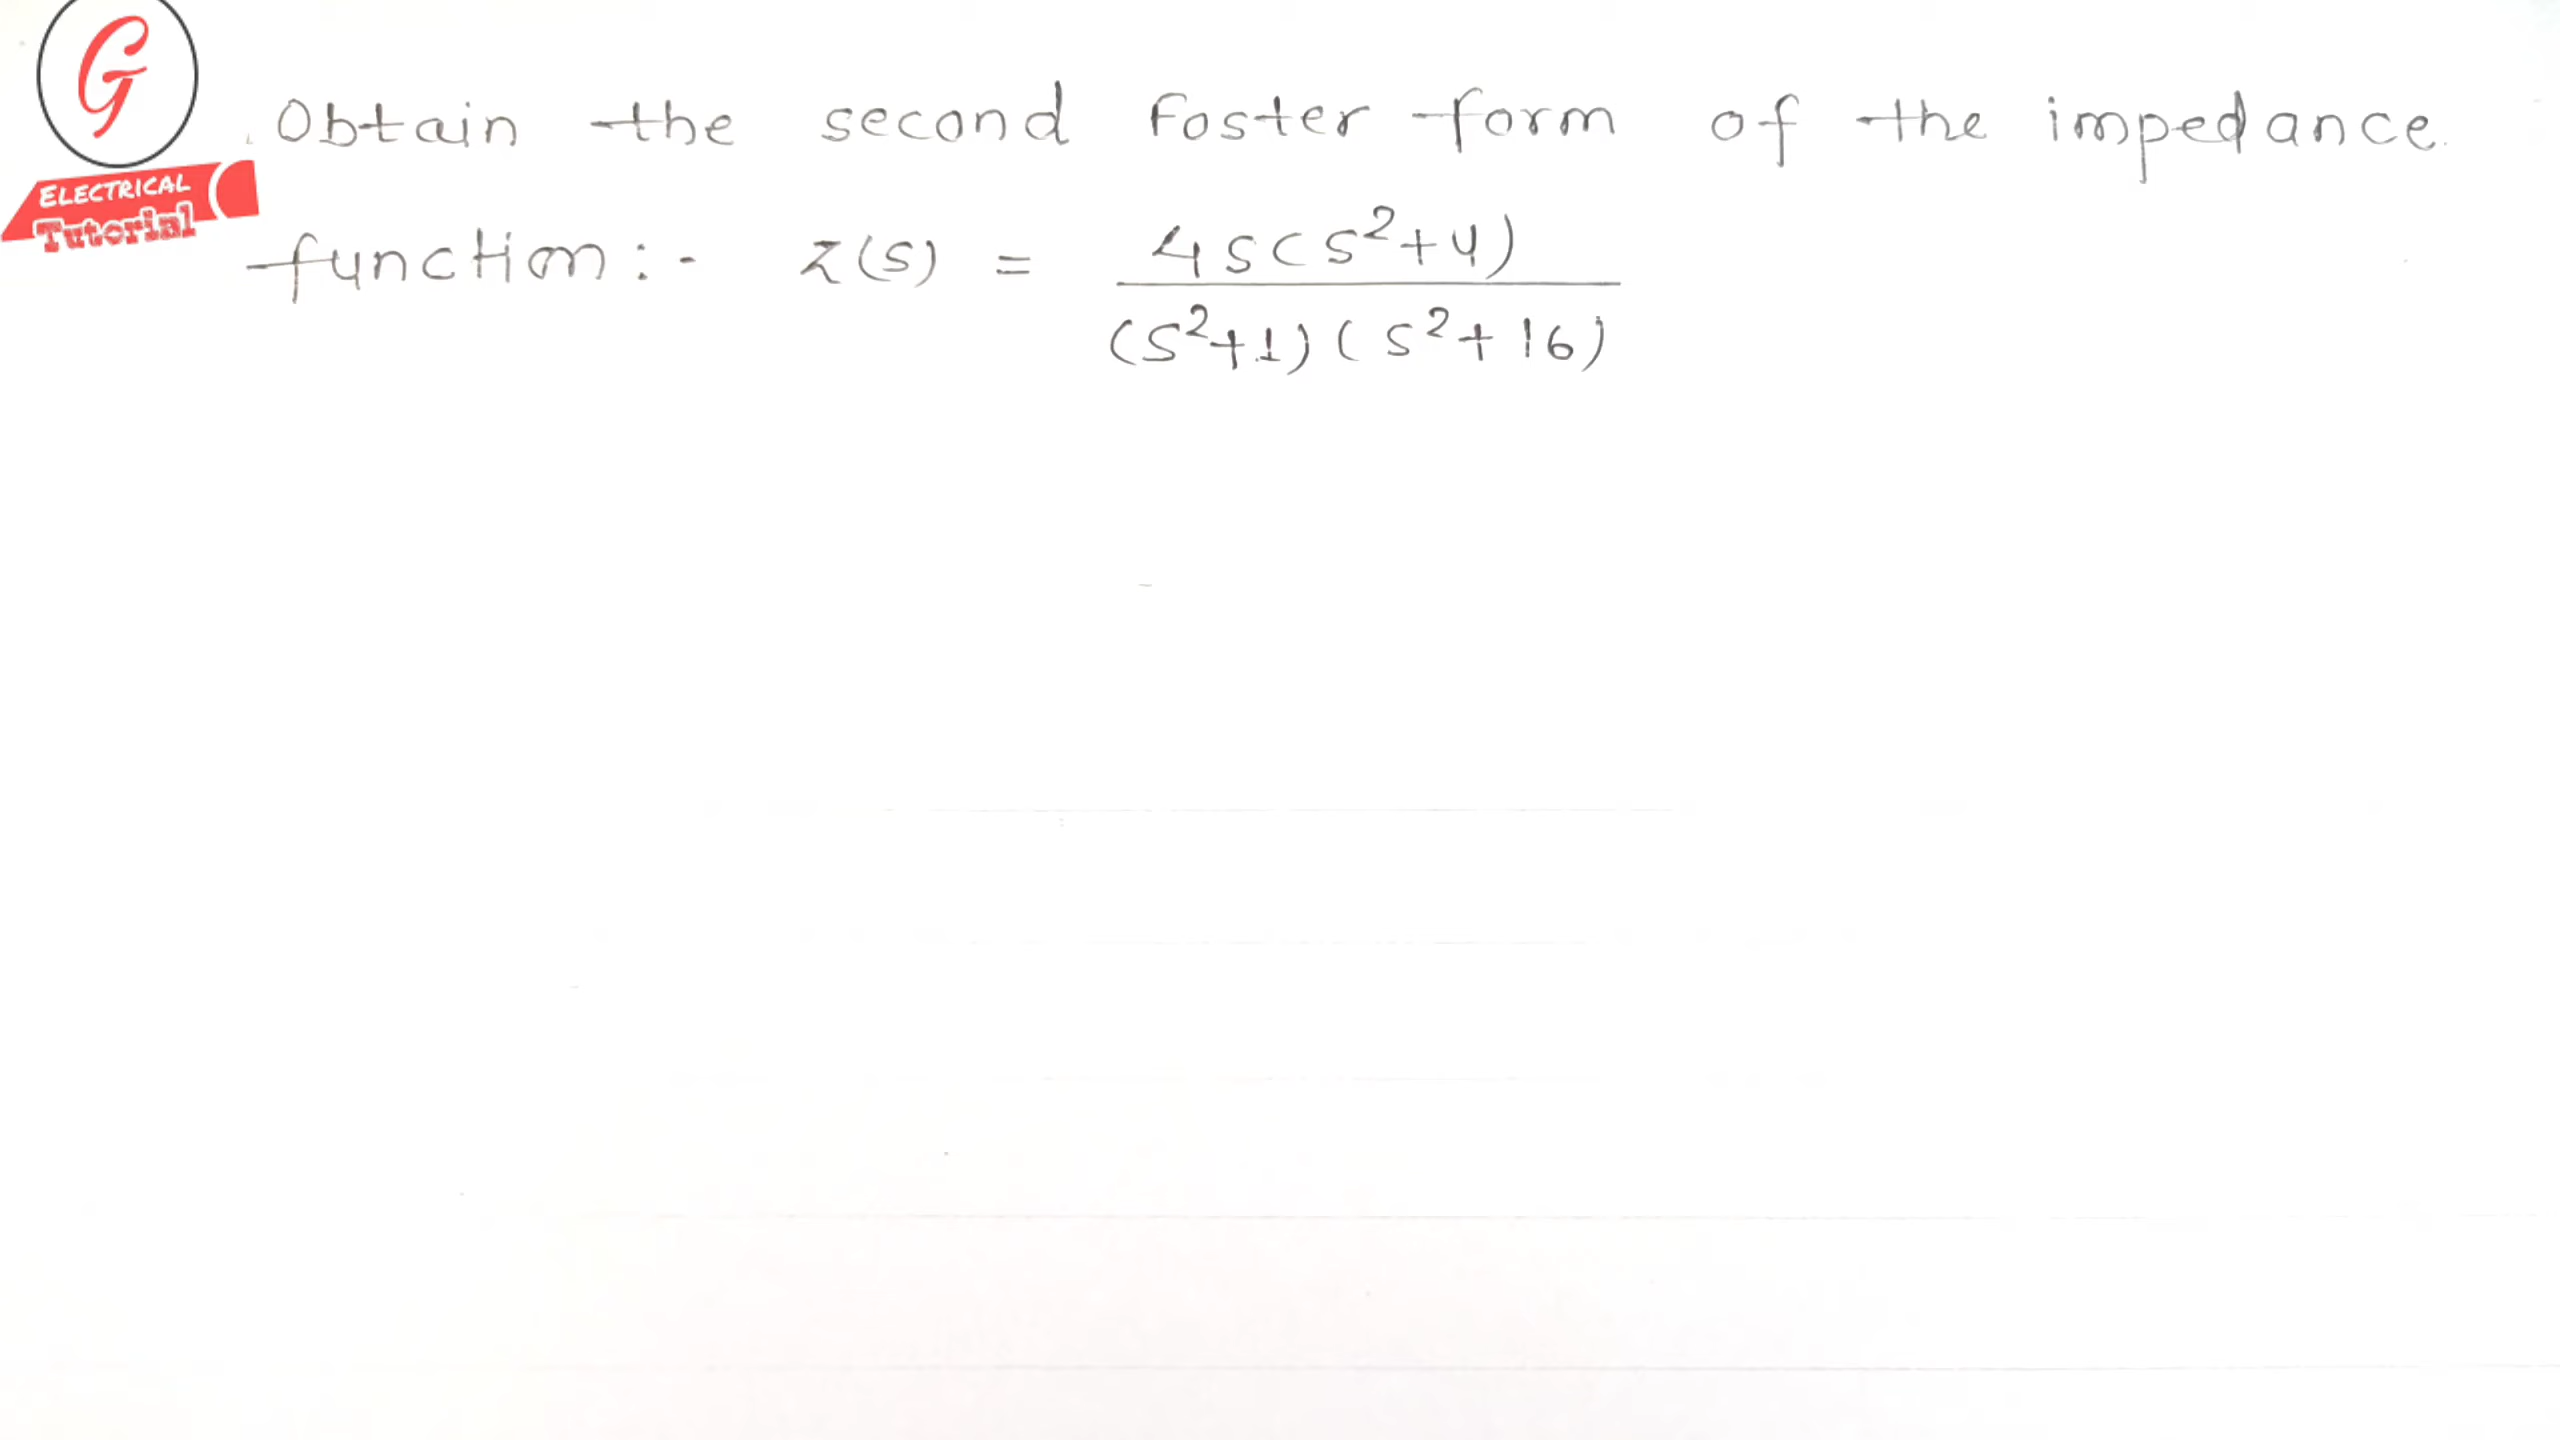 G
ELECTRICAL
Tutorial
Obtain the second Foster form of the impedance
function:- Z(s) = 4s(s²+4)
(s²+1)(s²+16)